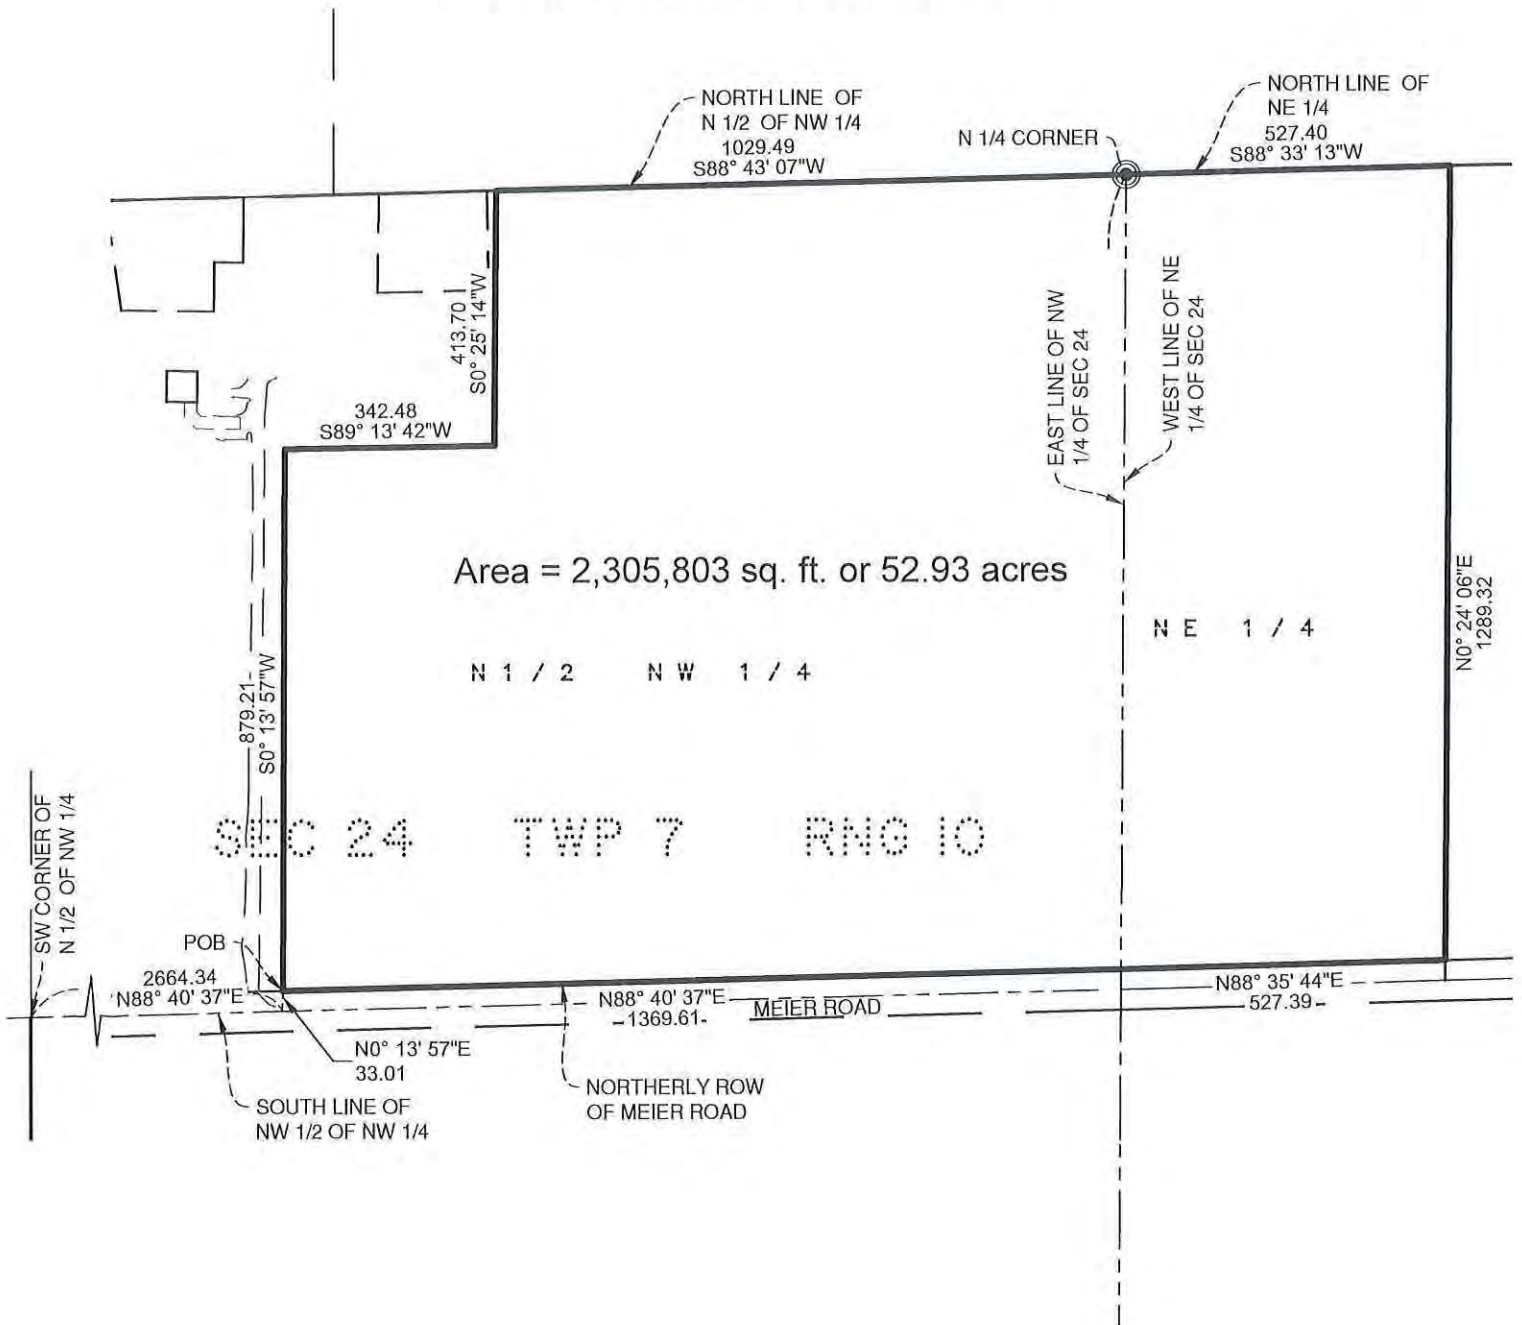 NORTH LINE OF
N 1/2 OF NW 1/4
1029.49
S88° 43' 07"W
N 1/4 CORNER
NORTH LINE OF
NE 1/4
527.40
S88° 33' 13"W
413.70
S0° 25' 14"W
342.48
S89° 13' 42"W
EAST LINE OF NW
1/4 OF SEC 24
WEST LINE OF NE
1/4 OF SEC 24
Area = 2,305,803 sq. ft. or 52.93 acres
N0° 24' 06"E
1289.32
N 1/2 NW 1/4
NE 1/4
879.21
S0° 13' 57"W
SEC 24 TWP 7 RNG 10
SW CORNER OF
N 1/2 OF NW 1/4
POB
2664.34
N88° 40' 37"E
N88° 40' 37"E
1369.61
MEIER ROAD
N88° 35' 44"E
527.39
N0° 13' 57"E
33.01
NORTHERLY ROW
OF MEIER ROAD
SOUTH LINE OF
NW 1/2 OF NW 1/4